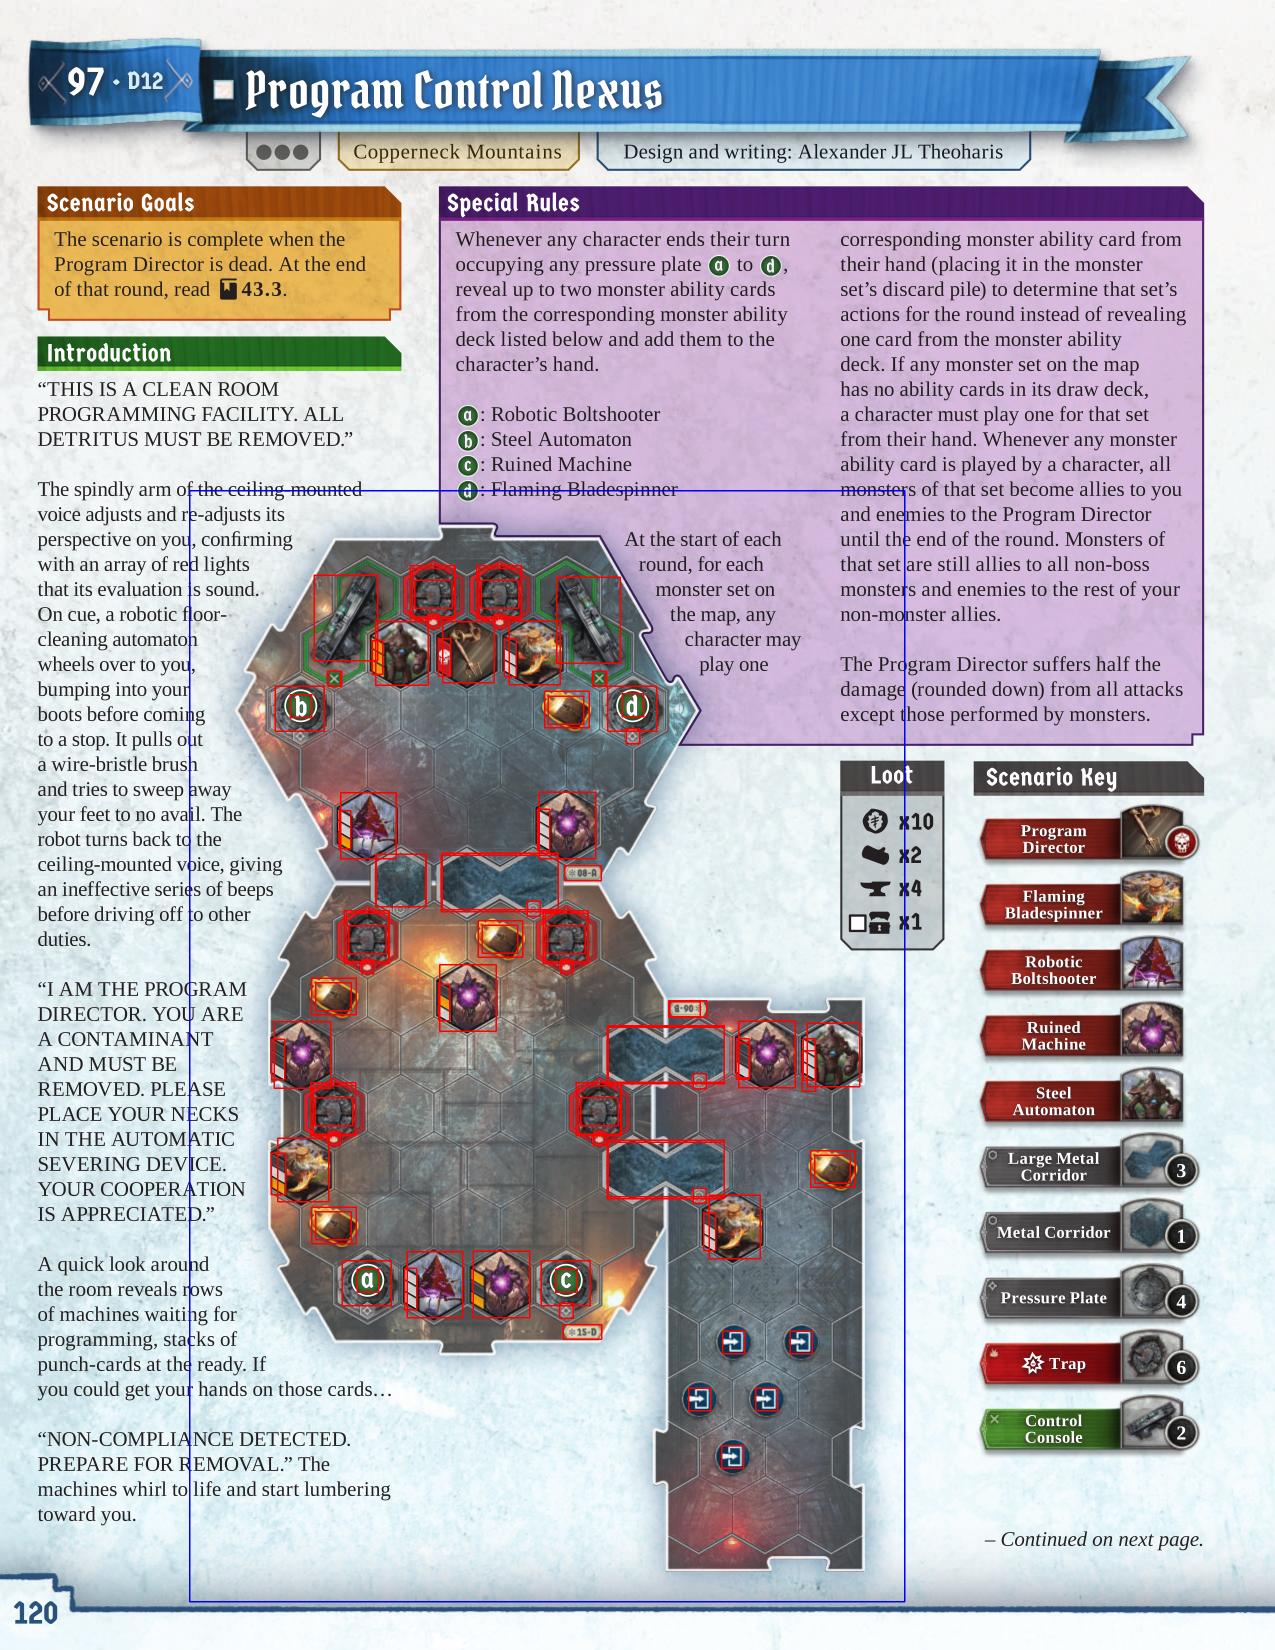 97 • D12
Program Control Nexus
Copperneck Mountains
Design and writing: Alexander JL Theoharis
Scenario Goals
The scenario is complete when the
Program Director is dead. At the end
of that round, read 43.3.
Introduction
“THIS IS A CLEAN ROOM
PROGRAMMING FACILITY. ALL
DETRITUS MUST BE REMOVED.”
The spindly arm of the ceiling-mounted
voice adjusts and re-adjusts its
perspective on you, confirming
with an array of red lights
that its evaluation is sound.
On cue, a robotic floor-
cleaning automaton
wheels over to you,
bumping into your
boots before coming
to a stop. It pulls out
a wire-bristle brush
and tries to sweep away
your feet to no avail. The
robot turns back to the
ceiling-mounted voice, giving
an ineffective series of beeps
before driving off to other
duties.
“I AM THE PROGRAM
DIRECTOR. YOU ARE
A CONTAMINANT
AND MUST BE
REMOVED. PLEASE
PLACE YOUR NECKS
IN THE AUTOMATIC
SEVERING DEVICE.
YOUR COOPERATION
IS APPRECIATED.”
A quick look around
the room reveals rows
of machines waiting for
programming, stacks of
punch-cards at the ready. If
you could get your hands on those cards…
“NON-COMPLIANCE DETECTED.
PREPARE FOR REMOVAL.” The
machines whirl to life and start lumbering
toward you.
Special Rules
Whenever any character ends their turn
occupying any pressure plate a to d,
reveal up to two monster ability cards
from the corresponding monster ability
deck listed below and add them to the
character’s hand.
a: Robotic Boltshooter
b: Steel Automaton
c: Ruined Machine
d: Flaming Bladespinner
At the start of each
round, for each
monster set on
the map, any
character may
play one
corresponding monster ability card from
their hand (placing it in the monster
set’s discard pile) to determine that set’s
actions for the round instead of revealing
one card from the monster ability
deck. If any monster set on the map
has no ability cards in its draw deck,
a character must play one for that set
from their hand. Whenever any monster
ability card is played by a character, all
monsters of that set become allies to you
and enemies to the Program Director
until the end of the round. Monsters of
that set are still allies to all non-boss
monsters and enemies to the rest of your
non-monster allies.
The Program Director suffers half the
damage (rounded down) from all attacks
except those performed by monsters.
b
d
08-A
06-B
a
c
15-D
Loot
x10
x2
x4
x1
Scenario Key
Program
Director
Flaming
Bladespinner
Robotic
Boltshooter
Ruined
Machine
Steel
Automaton
Large Metal
Corridor
3
Metal Corridor
1
Pressure Plate
4
Trap
6
Control
Console
2
– Continued on next page.
120